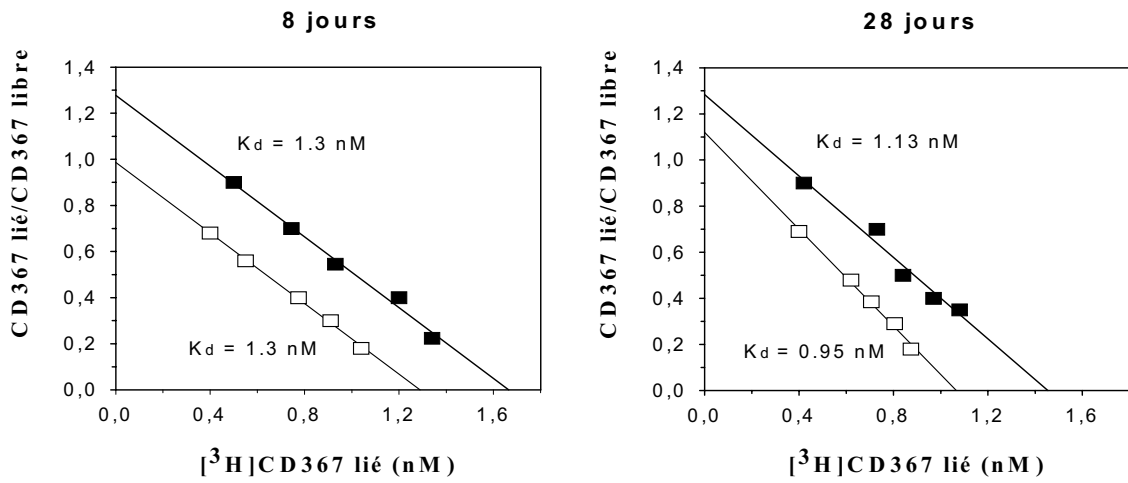 8 jours
CD367 lié/CD367 libre
1,4
1,2
1,0
0,8
0,6
0,4
0,2
0,0
Kd = 1.3 nM
Kd = 1.3 nM
0,0 0,4 0,8 1,2 1,6
[³H]CD367 lié (nM)
28 jours
CD367 lié/CD367 libre
1,4
1,2
1,0
0,8
0,6
0,4
0,2
0,0
Kd = 1.13 nM
Kd = 0.95 nM
0,0 0,4 0,8 1,2 1,6
[³H]CD367 lié (nM)